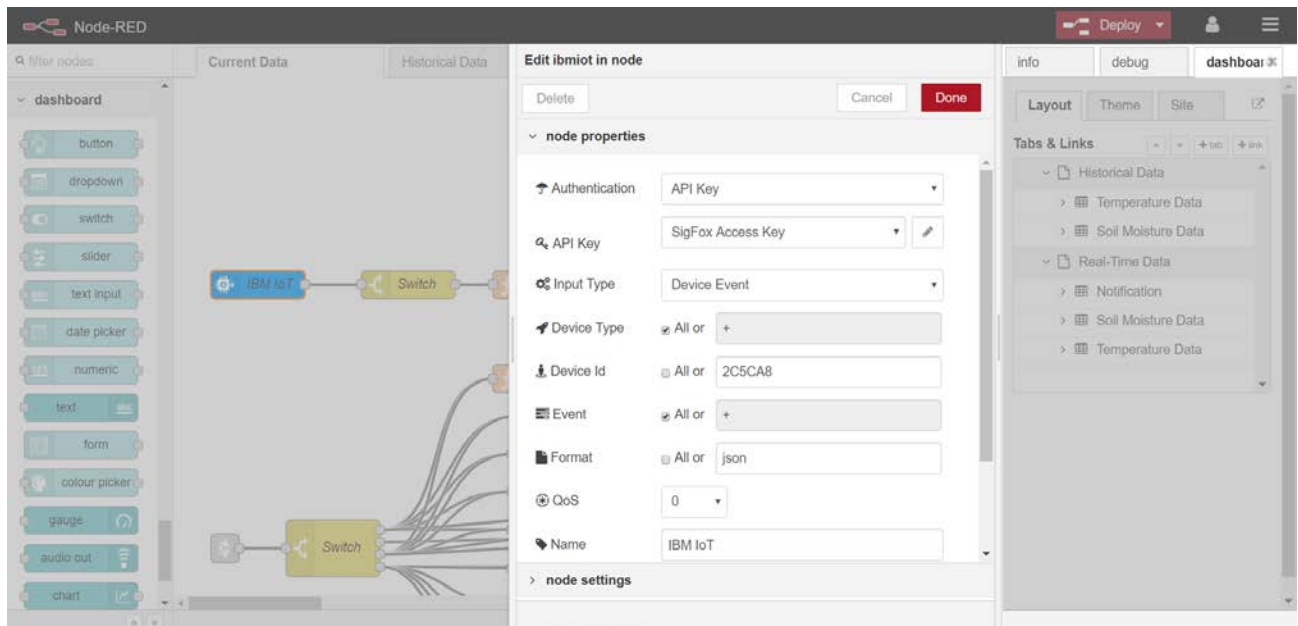 Node-RED
Deploy
filter nodes
dashboard
button
dropdown
switch
slider
text input
date picker
numeric
text
abc
form
colour picker
gauge
audio out
chart
Current Data
Historical Data
IBM IoT
Switch
Switch
Edit ibmiot in node
Delete
Cancel
Done
node properties
Authentication
API Key
API Key
SigFox Access Key
Input Type
Device Event
Device Type
All or
+
Device Id
All or
2C5CA8
Event
All or
+
Format
All or
json
QoS
0
Name
IBM IoT
node settings
info
debug
dashboar
Layout
Theme
Site
Tabs & Links
+ tab
+ link
Historical Data
Temperature Data
Soil Moisture Data
Real-Time Data
Notification
Soil Moisture Data
Temperature Data